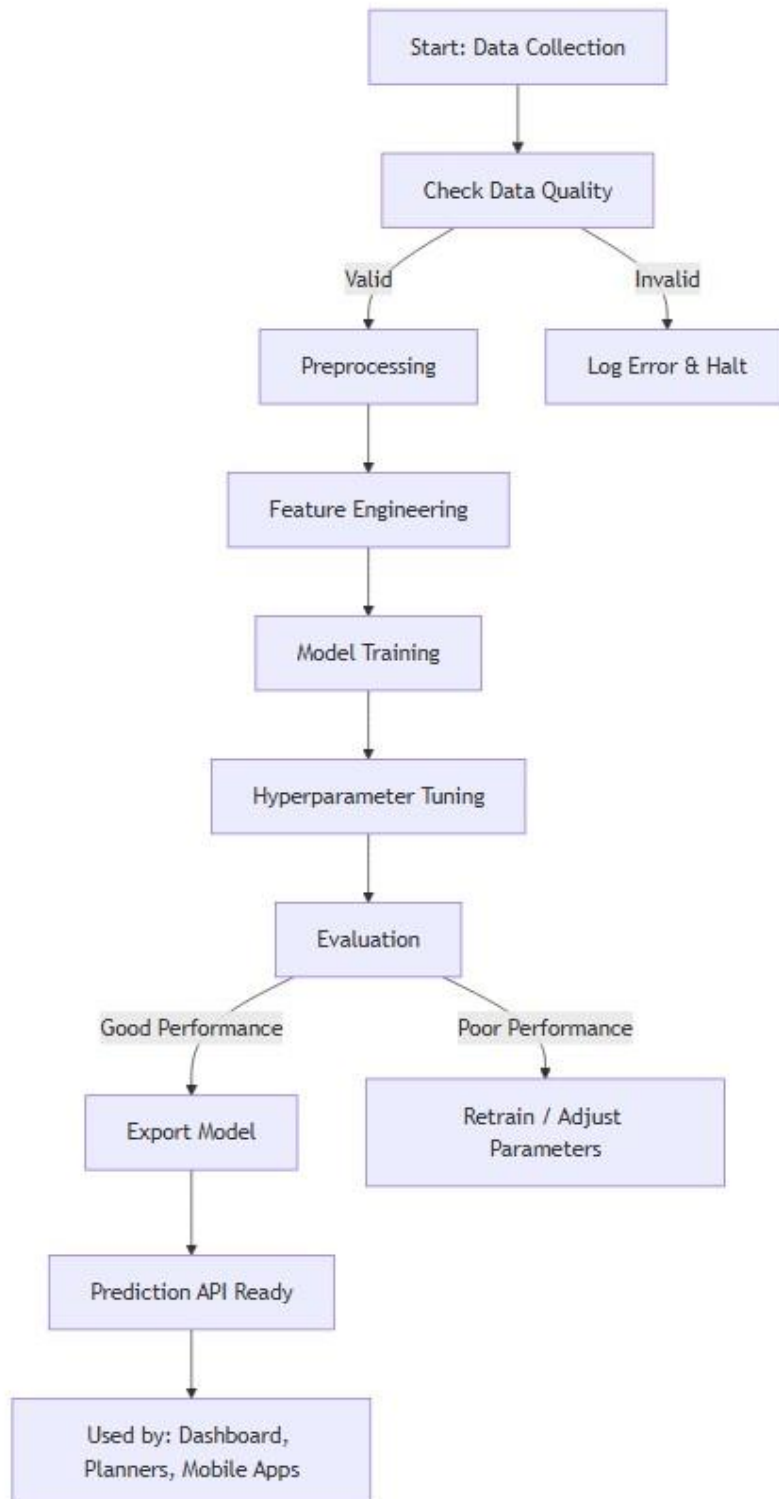 Start: Data Collection
Check Data Quality
Valid
Invalid
Preprocessing
Log Error & Halt
Feature Engineering
Model Training
Hyperparameter Tuning
Evaluation
Good Performance
Poor Performance
Export Model
Retrain / Adjust
Parameters
Prediction API Ready
Used by: Dashboard,
Planners, Mobile Apps